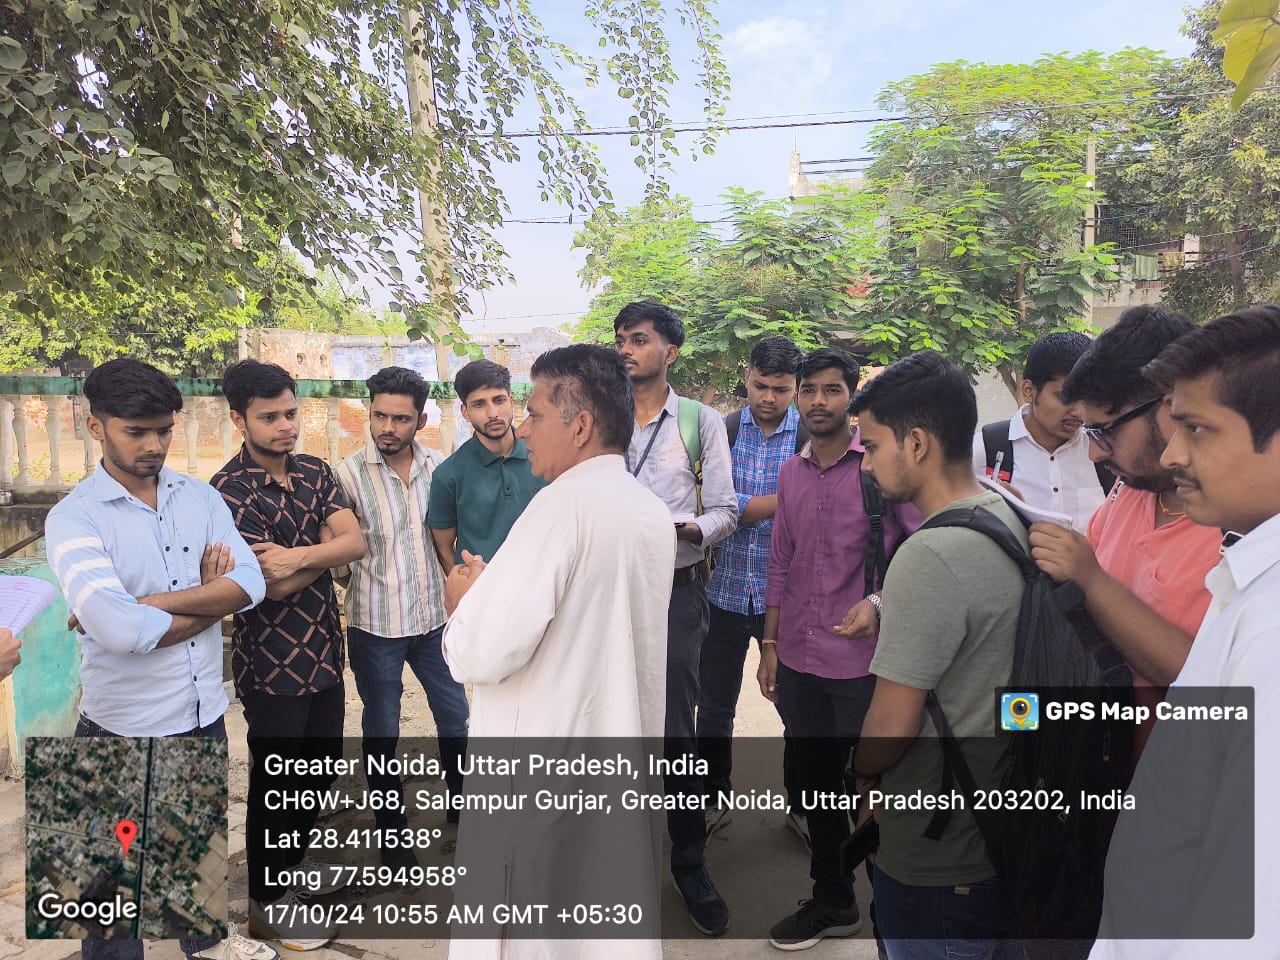 GPS Map Camera
Greater Noida, Uttar Pradesh, India
CH6W+J68, Salempur Gurjar, Greater Noida, Uttar Pradesh 203202, India
Lat 28.411538°
Long 77.594958°
17/10/24 10:55 AM GMT +05:30
Google